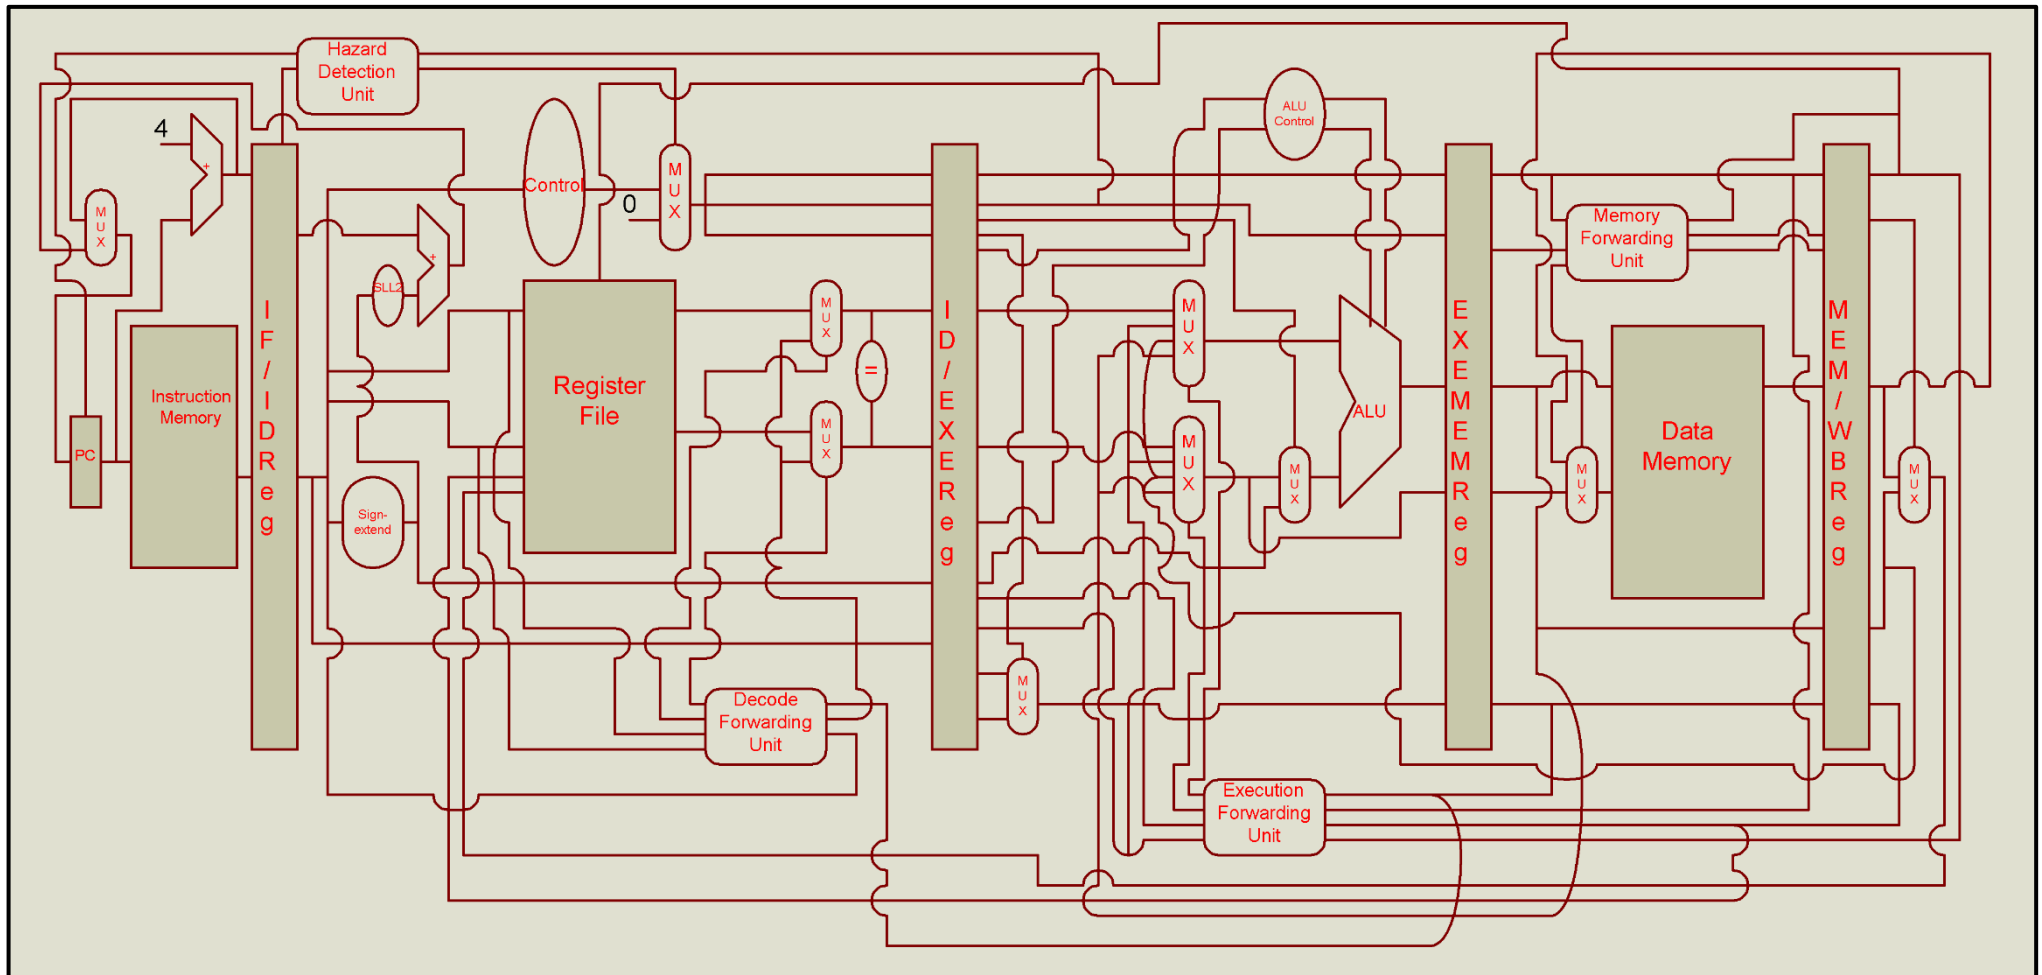 Hazard
Detection
Unit
4
+
MUX
PC
Instruction
Memory
IF/IDReg
SLL2
+
Sign-
extend
Control
0
MUX
Register
File
MUX
MUX
=
Decode
Forwarding
Unit
ID/EXEReg
MUX
ALU
Control
MUX
MUX
MUX
ALU
Execution
Forwarding
Unit
EXEMEMReg
Memory
Forwarding
Unit
MUX
Data
Memory
MEM/WBReg
MUX